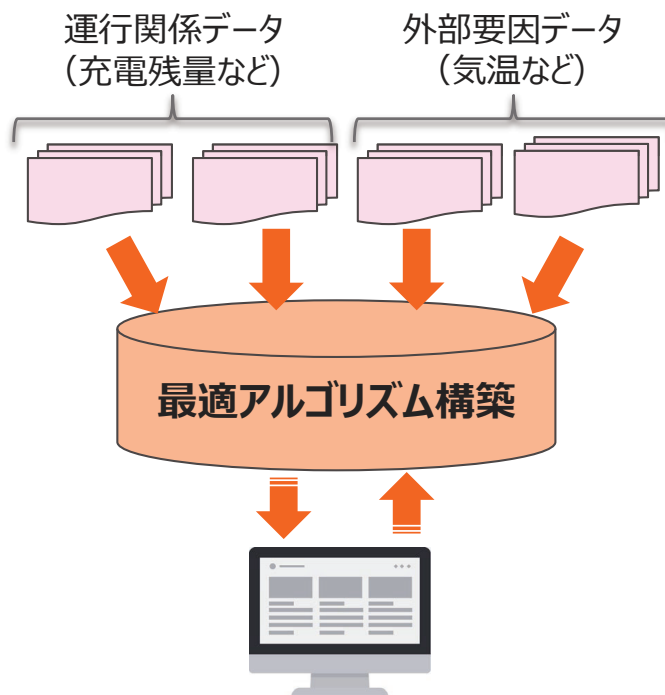 運行関係データ
（充電残量など）
外部要因データ
（気温など）
最適アルゴリズム構築